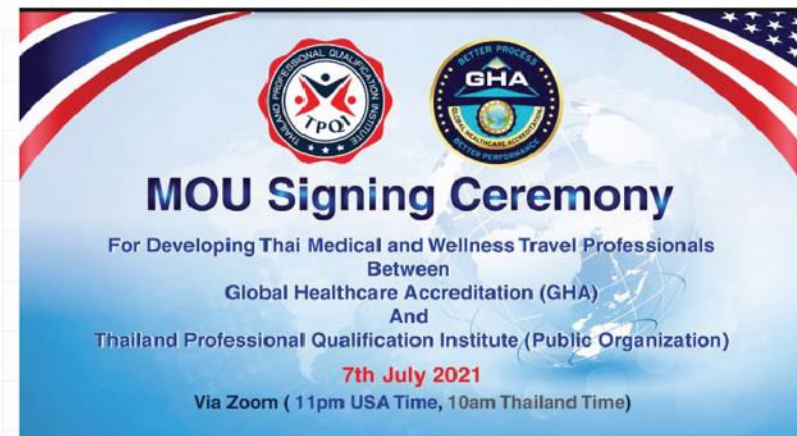 THAILAND PROFESSIONAL QUALIFICATION INSTITUTE
TPQI
BETTER PROCESS
GHA
GLOBAL HEALTHCARE ACCREDITATION
BETTER PERFORMANCE
MOU Signing Ceremony
For Developing Thai Medical and Wellness Travel Professionals
Between
Global Healthcare Accreditation (GHA)
And
Thailand Professional Qualification Institute (Public Organization)
7th July 2021
Via Zoom ( 11pm USA Time, 10am Thailand Time)